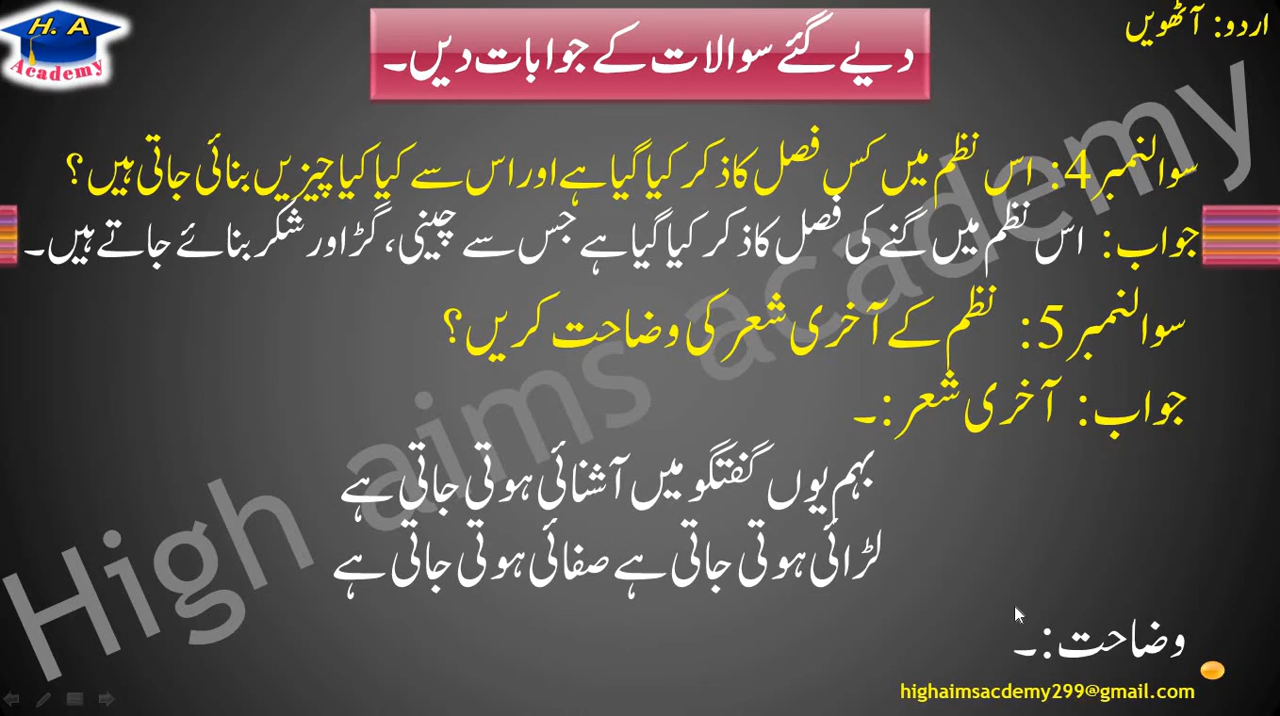 H. A
Academy
اردو: آٹھویں
دیے گئے سوالات کے جوابات دیں۔
سوالنمبر4: اس نظم میں کس فصل کا ذکر کیا گیا ہے اور اس سے کیا کیا چیزیں بنائی جاتی ہیں؟
جواب: اس نظم میں گنے کی فصل کا ذکر کیا گیا ہے جس سے چینی، گڑ اور شکر بنائے جاتے ہیں۔
سوالنمبر5: نظم کے آخری شعر کی وضاحت کریں؟
جواب: آخری شعر:۔
بہم یوں گفتگو میں آشنائی ہوتی جاتی ہے
لڑائی ہوتی جاتی ہے صفائی ہوتی جاتی ہے
وضاحت:۔
High aims academy
highaimsacdemy299@gmail.com